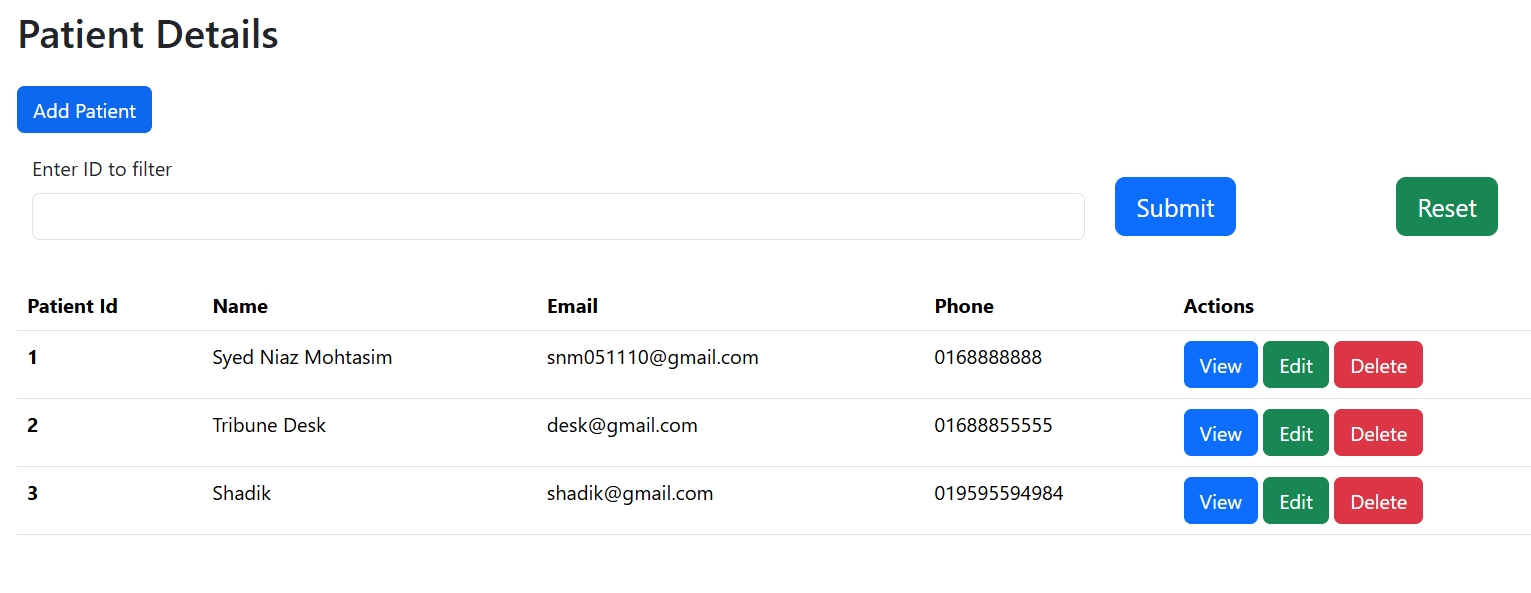 Patient Details
Add Patient
Enter ID to filter
Submit Reset
Patient Id Name Email Phone Actions
1 Syed Niaz Mohtasim snm051110@gmail.com 0168888888 View Edit Delete
2 Tribune Desk desk@gmail.com 01688855555 View Edit Delete
3 Shadik shadik@gmail.com 019595594984 View Edit Delete